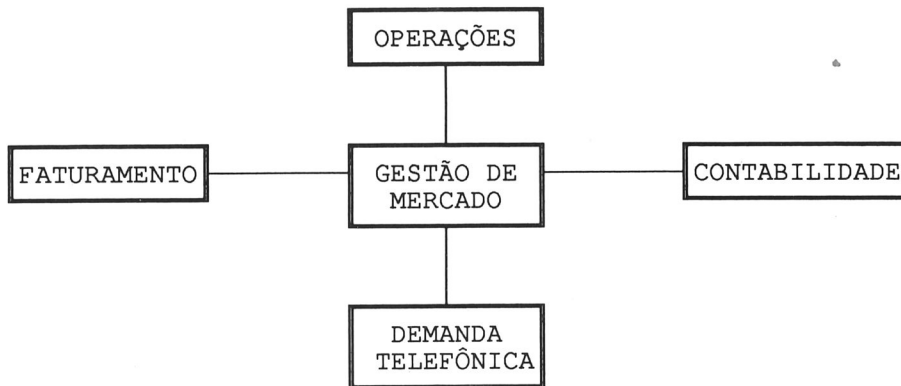 OPERAÇÕES
FATURAMENTO
GESTÃO DE
MERCADO
CONTABILIDADE
DEMANDA
TELEFÔNICA